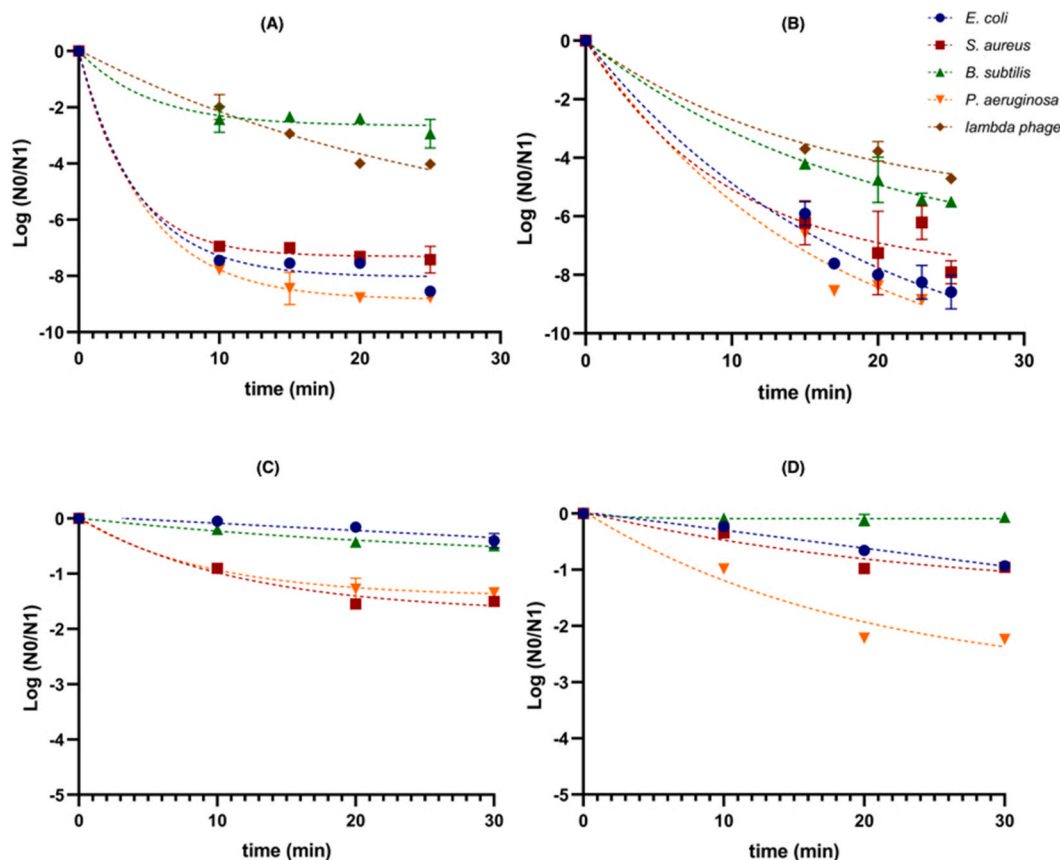 (A)
(B)
E. coli
S. aureus
B. subtilis
P. aeruginosa
lambda phage
0
-2
-4
-6
-8
-10
Log (N0/N1)
0 10 20 30
time (min)
0
-2
-4
-6
-8
-10
Log (N0/N1)
0 10 20 30
time (min)
(C)
(D)
0
-1
-2
-3
-4
-5
Log (N0/N1)
0 10 20 30
time (min)
0
-1
-2
-3
-4
-5
Log (N0/N1)
0 10 20 30
time (min)